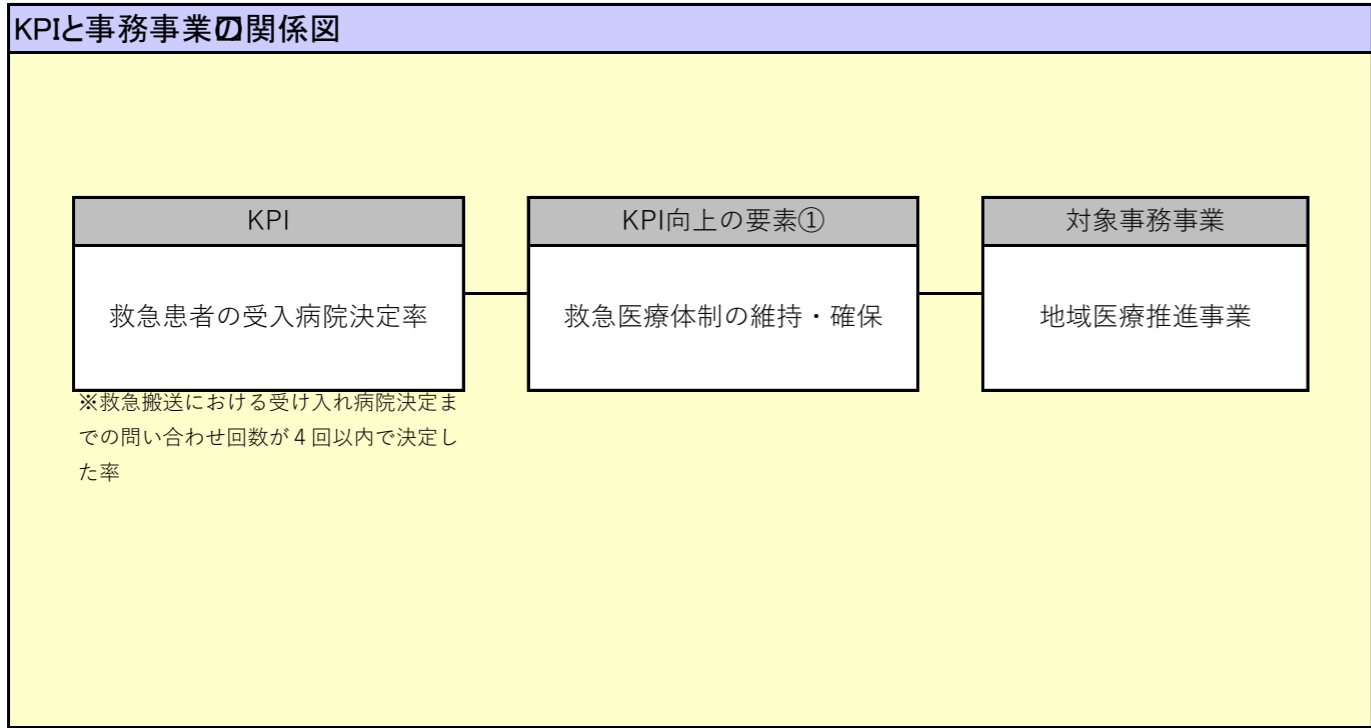 KPIと事務事業の関係図
KPI
救急患者の受入病院決定率
※救急搬送における受け入れ病院決定ま
での問い合わせ回数が４回以内で決定し
た率
KPI向上の要素①
救急医療体制の維持・確保
対象事務事業
地域医療推進事業